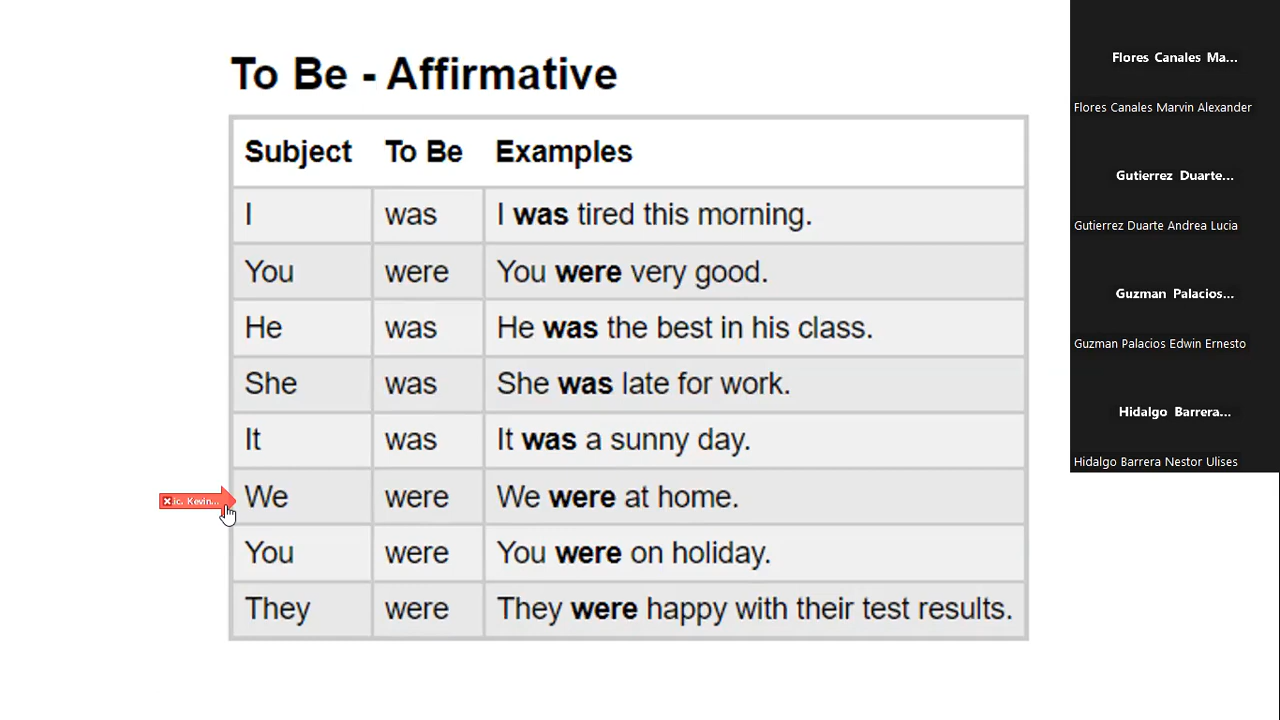 To Be - Affirmative
Subject To Be Examples
I was I was tired this morning.
You were You were very good.
He was He was the best in his class.
She was She was late for work.
It was It was a sunny day.
ic. Kevin...
We were We were at home.
You were You were on holiday.
They were They were happy with their test results.
Flores Canales Ma...
Flores Canales Marvin Alexander
Gutierrez Duarte...
Gutierrez Duarte Andrea Lucia
Guzman Palacios...
Guzman Palacios Edwin Ernesto
Hidalgo Barrera...
Hidalgo Barrera Nestor Ulises